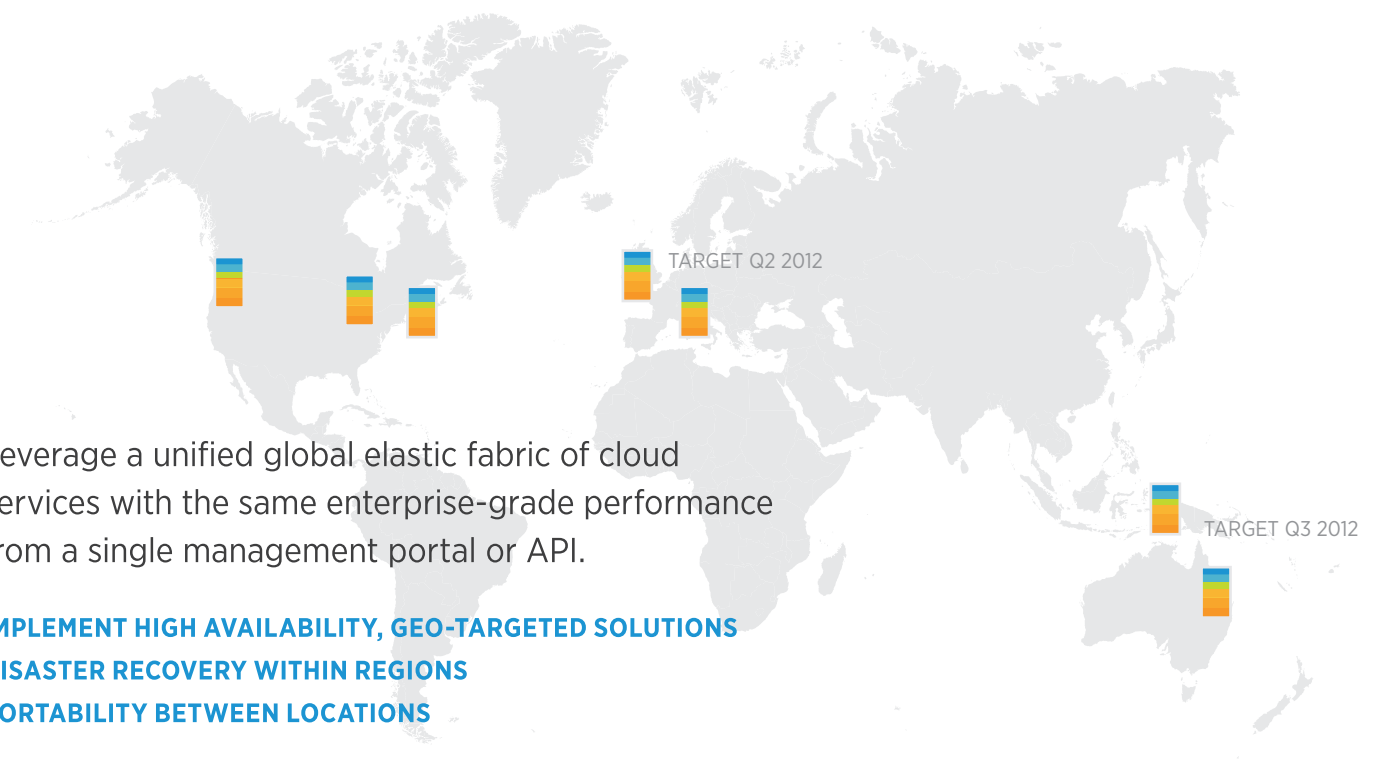 TARGET Q2 2012
everage a unified global elastic fabric of cloud
ervices with the same enterprise-grade performance
rom a single management portal or API.
TARGET Q3 2012
MPLEMENT HIGH AVAILABILITY, GEO-TARGETED SOLUTIONS
ISASTER RECOVERY WITHIN REGIONS
ORTABILITY BETWEEN LOCATIONS